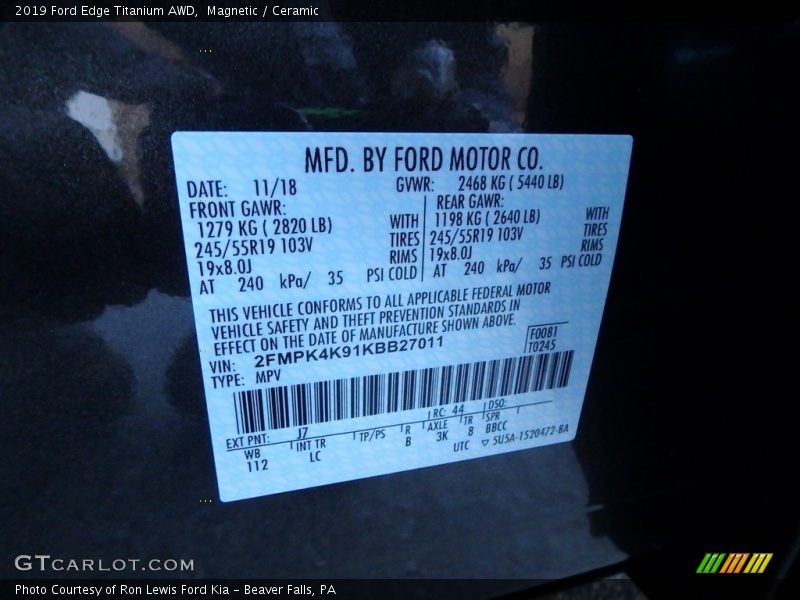 2019 Ford Edge Titanium AWD,  Magnetic / Ceramic
MFD. BY FORD MOTOR CO.
DATE: 11/18 GVWR: 2468 KG ( 5440 LB)
FRONT GAWR: REAR GAWR:
1279 KG ( 2820 LB) WITH 1198 KG ( 2640 LB) WITH
245/55R19 103V TIRES 245/55R19 103V TIRES
19x8.0J RIMS 19x8.0J RIMS
AT 240 kPa/ 35 PSI COLD AT 240 kPa/ 35 PSI COLD
THIS VEHICLE CONFORMS TO ALL APPLICABLE FEDERAL MOTOR
VEHICLE SAFETY AND THEFT PREVENTION STANDARDS IN
EFFECT ON THE DATE OF MANUFACTURE SHOWN ABOVE.
F0081
VIN: 2FMPK4K91KBB27011 T0245
TYPE: MPV
EXT PNT: J7 RC: 44 DSO:
WB INT TR TP/PS R AXLE TR SPR
112 LC B 3K 8 BBCC
UTC ▽ 5U5A-1520472-BA
GTCARLOT.COM
Photo Courtesy of Ron Lewis Ford Kia - Beaver Falls, PA